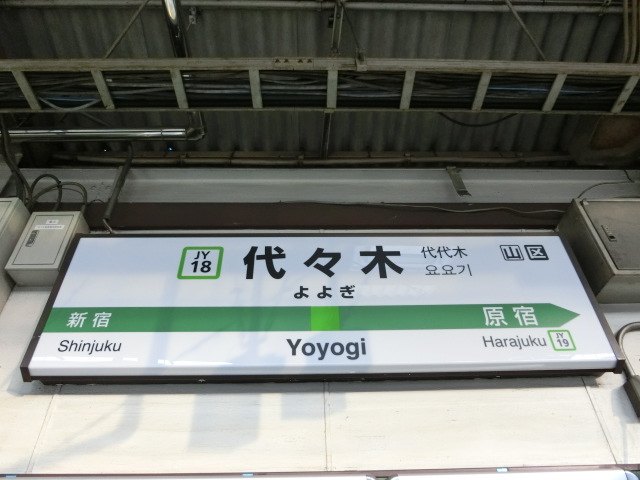 JY
18
代々木
代代木
요요기
山区
よよぎ
新宿
原宿
Shinjuku
Yoyogi
Harajuku
JY
19